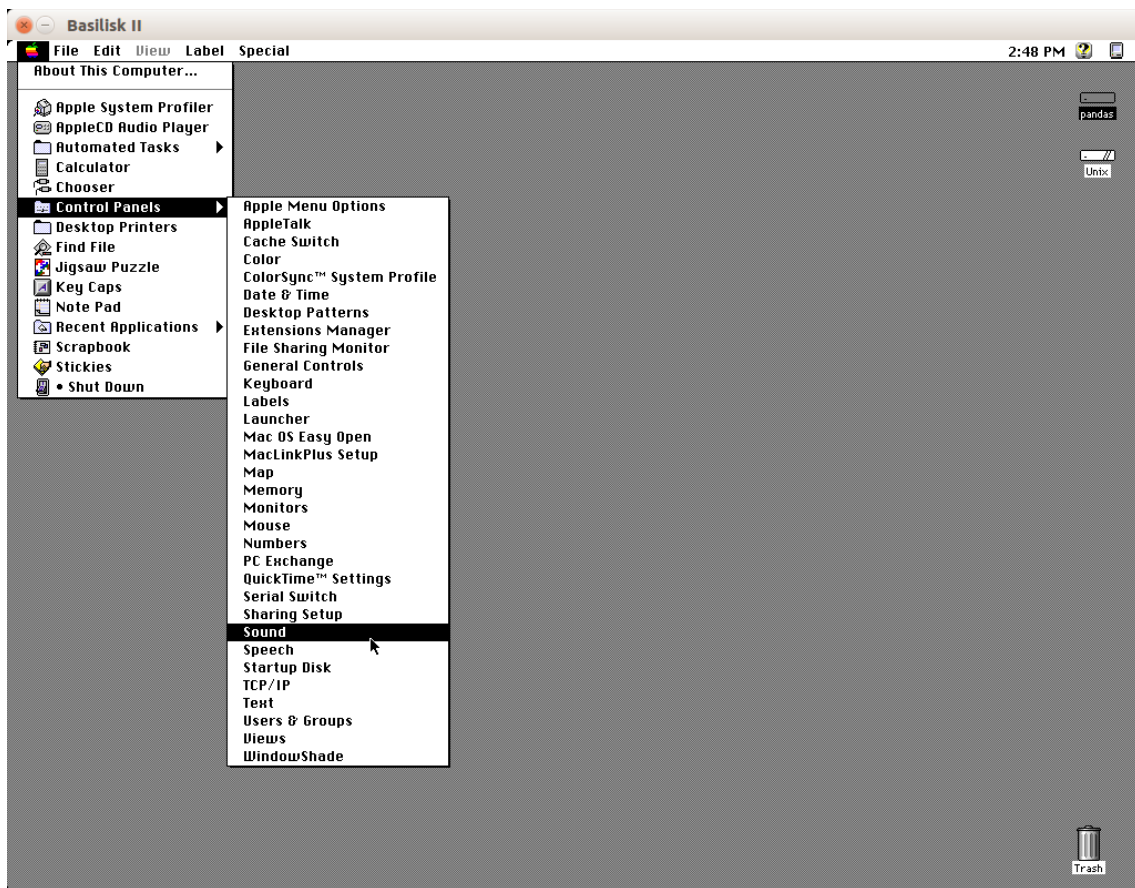 Basilisk II
File Edit View Label Special 2:48 PM
About This Computer...
Apple System Profiler
AppleCD Audio Player
Automated Tasks
Calculator
Chooser
Control Panels
Desktop Printers
Find File
Jigsaw Puzzle
Key Caps
Note Pad
Recent Applications
Scrapbook
Stickies
• Shut Down
Apple Menu Options
AppleTalk
Cache Switch
Color
ColorSync™ System Profile
Date & Time
Desktop Patterns
Extensions Manager
File Sharing Monitor
General Controls
Keyboard
Labels
Launcher
Mac OS Easy Open
MacLinkPlus Setup
Map
Memory
Monitors
Mouse
Numbers
PC Exchange
QuickTime™ Settings
Serial Switch
Sharing Setup
Sound
Speech
Startup Disk
TCP/IP
Text
Users & Groups
Views
WindowShade
pandas
Unix
Trash